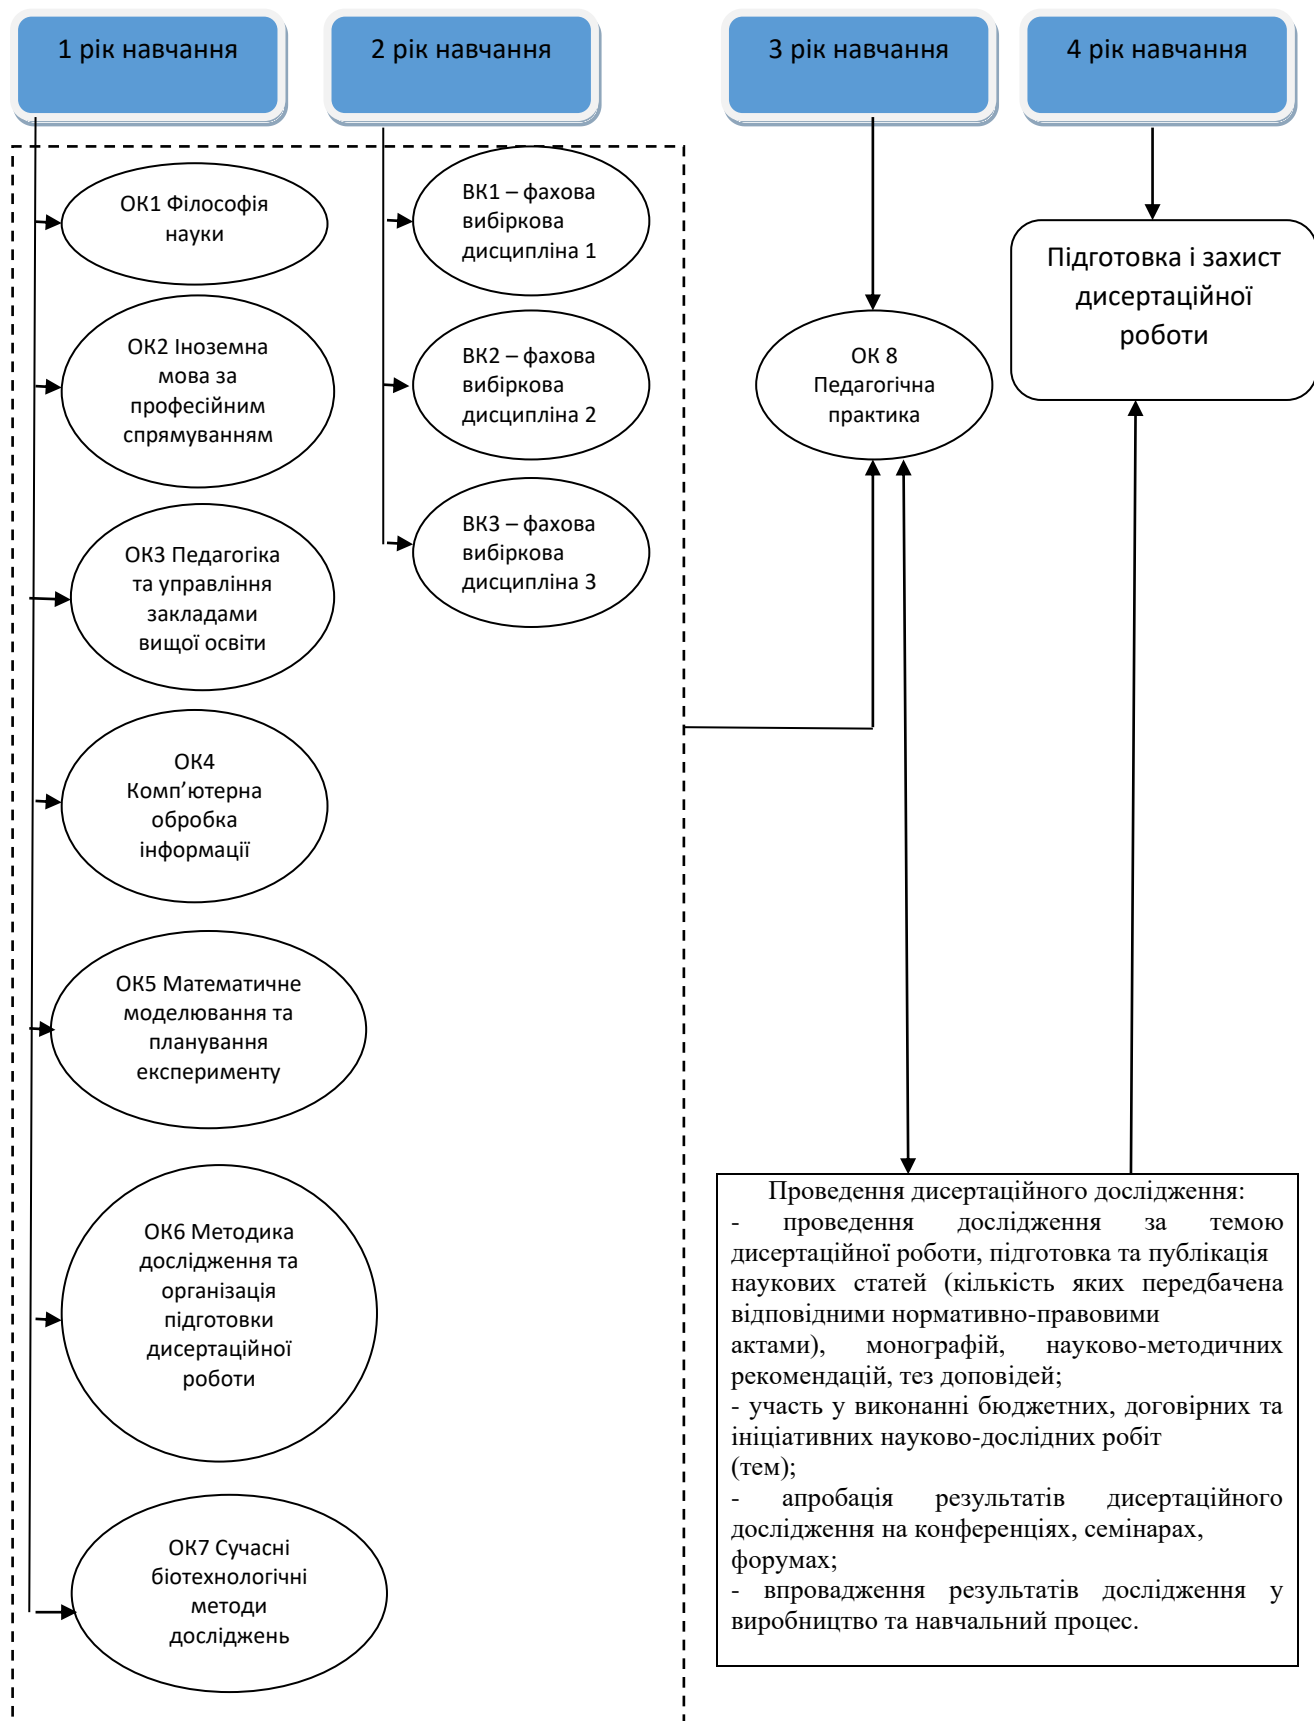 1 рік навчання
2 рік навчання
3 рік навчання
4 рік навчання
ОК1 Філософія
науки
ОК2 Іноземна
мова за
професійним
спрямуванням
ОК3 Педагогіка
та управління
закладами
вищої освіти
ОК4
Комп’ютерна
обробка
інформації
ОК5 Математичне
моделювання та
планування
експерименту
ОК6 Методика
дослідження та
організація
підготовки
дисертаційної
роботи
ОК7 Сучасні
біотехнологічні
методи
досліджень
ВК1 – фахова
вибіркова
дисципліна 1
ВК2 – фахова
вибіркова
дисципліна 2
ВК3 – фахова
вибіркова
дисципліна 3
ОК 8
Педагогічна
практика
Підготовка і захист
дисертаційної
роботи
Проведення дисертаційного дослідження:
- проведення дослідження за темою
дисертаційної роботи, підготовка та публікація
наукових статей (кількість яких передбачена
відповідними нормативно-правовими
актами), монографій, науково-методичних
рекомендацій, тез доповідей;
- участь у виконанні бюджетних, договірних та
ініціативних науково-дослідних робіт
(тем);
- апробація результатів дисертаційного
дослідження на конференціях, семінарах,
форумах;
- впровадження результатів дослідження у
виробництво та навчальний процес.